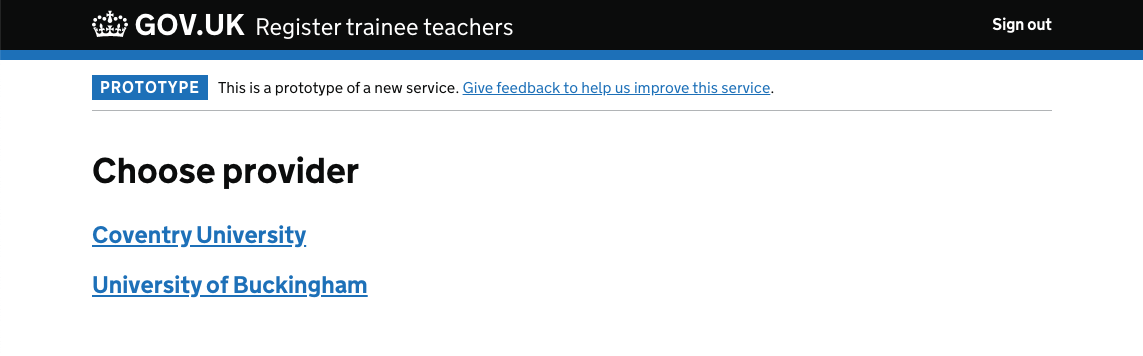 GOV.UK Register trainee teachers Sign out
PROTOTYPE This is a prototype of a new service. Give feedback to help us improve this service.
Choose provider
Coventry University
University of Buckingham